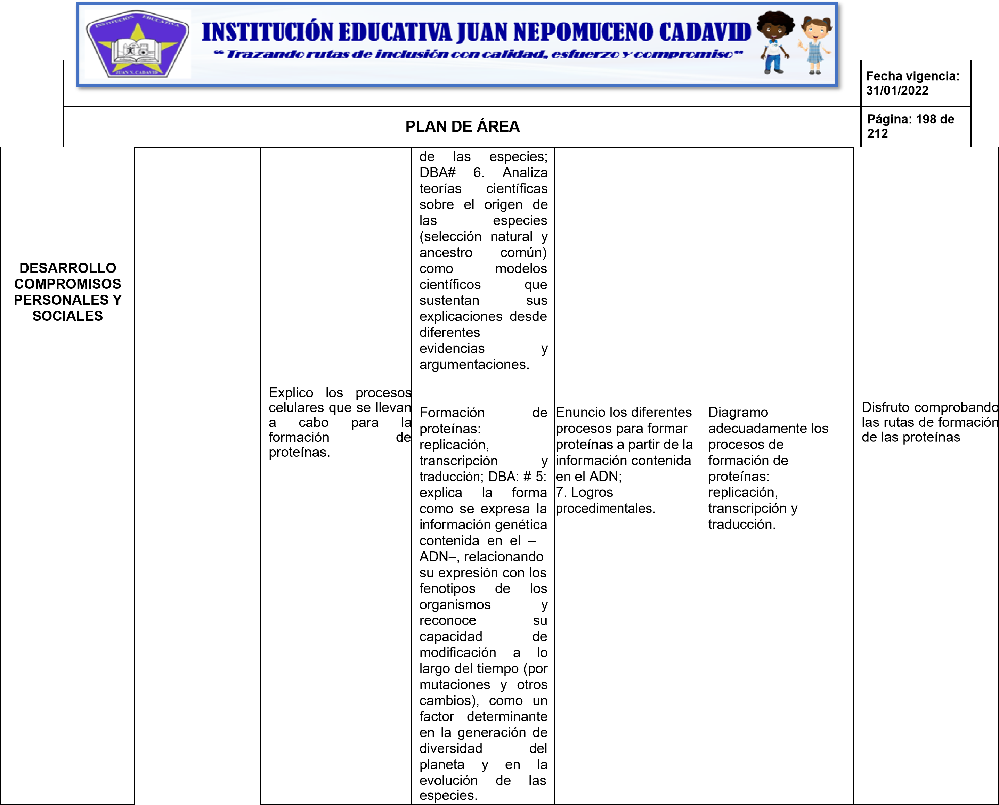 INSTITUCIÓN EDUCATIVA
JUAN N. CADAVID
INSTITUCIÓN EDUCATIVA JUAN NEPOMUCENO CADAVID
“ Trazando rutas de inclusión con calidad, esfuerzo y compromiso”
Fecha vigencia:
31/01/2022
PLAN DE ÁREA
Página: 198 de
212
DESARROLLO
COMPROMISOS
PERSONALES Y
SOCIALES
Explico los procesos
celulares que se llevan
a cabo para la
formación de
proteínas.
de las especies;
DBA# 6. Analiza
teorías científicas
sobre el origen de
las especies
(selección natural y
ancestro común)
como modelos
científicos que
sustentan sus
explicaciones desde
diferentes
evidencias y
argumentaciones.
Formación de
proteínas:
replicación,
transcripción y
traducción; DBA: # 5:
explica la forma
como se expresa la
información genética
contenida en el –
ADN–, relacionando
su expresión con los
fenotipos de los
organismos y
reconoce su
capacidad de
modificación a lo
largo del tiempo (por
mutaciones y otros
cambios), como un
factor determinante
en la generación de
diversidad del
planeta y en la
evolución de las
especies.
Enuncio los diferentes
procesos para formar
proteínas a partir de la
información contenida
en el ADN;
7. Logros
procedimentales.
Diagramo
adecuadamente los
procesos de
formación de
proteínas:
replicación,
transcripción y
traducción.
Disfruto comprobando
las rutas de formación
de las proteínas